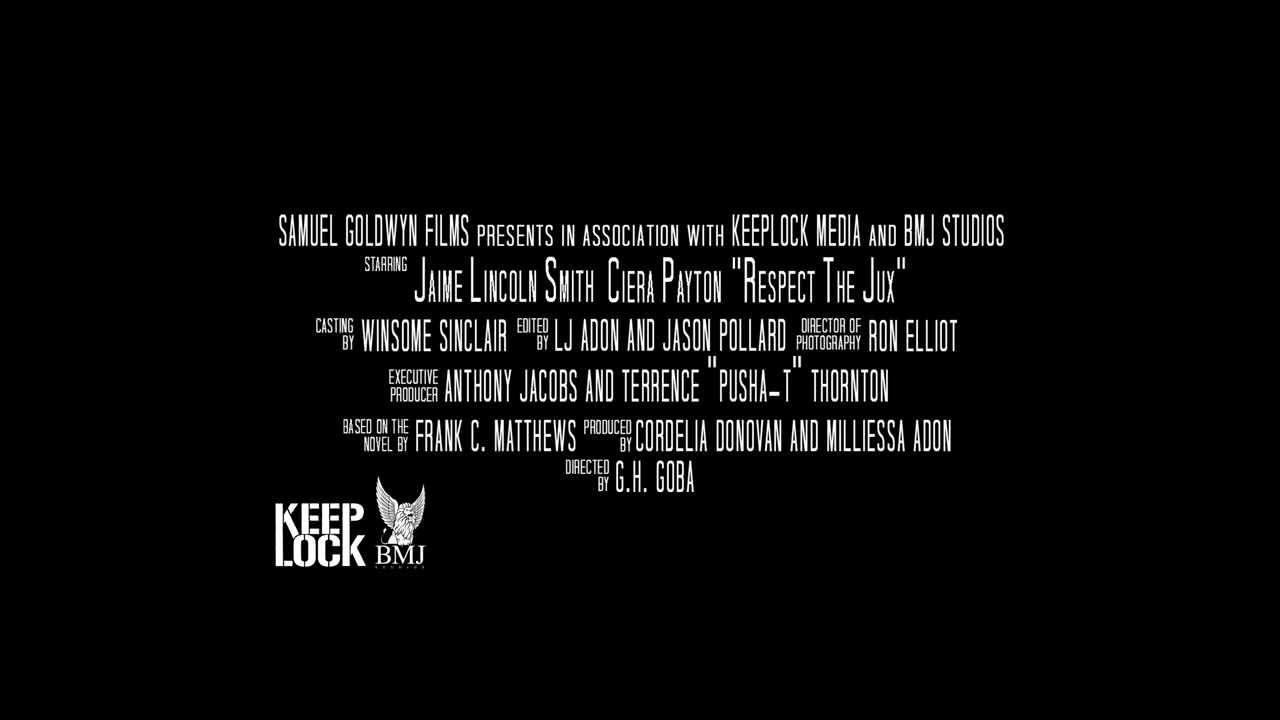 SAMUEL GOLDWYN FILMS PRESENTS IN ASSOCIATION WITH KEEPLOCK MEDIA AND BMJ STUDIOS
STARRING JAIME LINCOLN SMITH CIERA PAYTON "RESPECT THE JUX"
CASTING BY WINSOME SINCLAIR EDITED BY LJ ADON AND JASON POLLARD DIRECTOR OF PHOTOGRAPHY RON ELLIOT
EXECUTIVE PRODUCER ANTHONY JACOBS AND TERRENCE "PUSHA-T" THORNTON
BASED ON THE NOVEL BY FRANK C. MATTHEWS PRODUCED BY CORDELIA DONOVAN AND MILLIESSA ADON
DIRECTED BY G.H. GOBA
KEEP LOCK
BMJ
STUDIOS